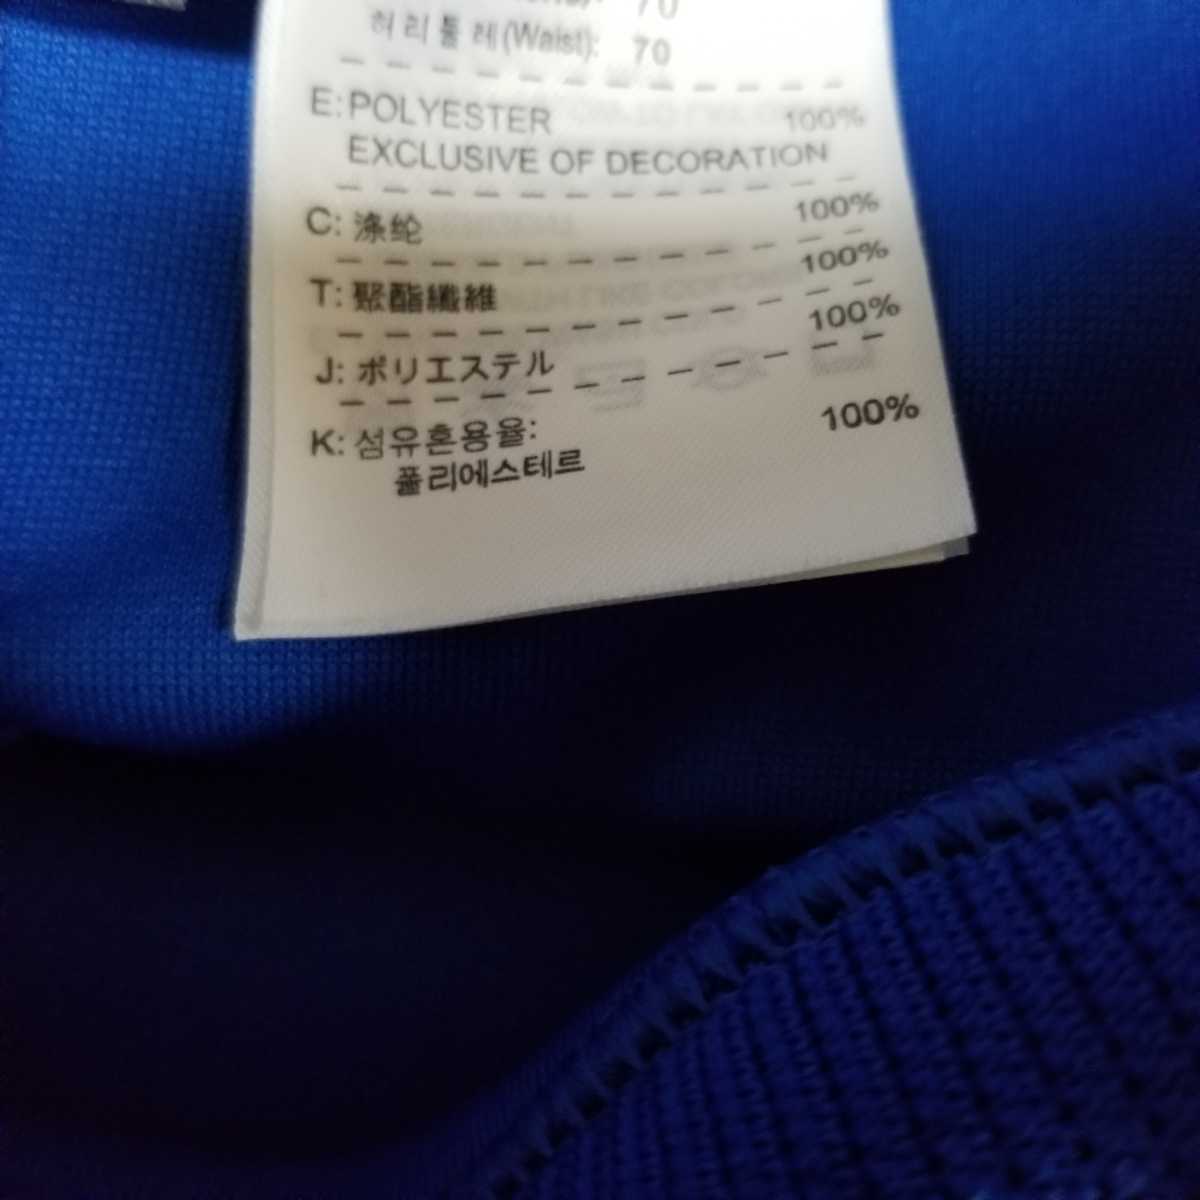 70
허리둘레(Waist): 70
E: POLYESTER 100%
EXCLUSIVE OF DECORATION
C: 涤纶 100%
T: 聚酯纖維 100%
J: ポリエステル 100%
K: 섬유혼용율: 100%
폴리에스테르